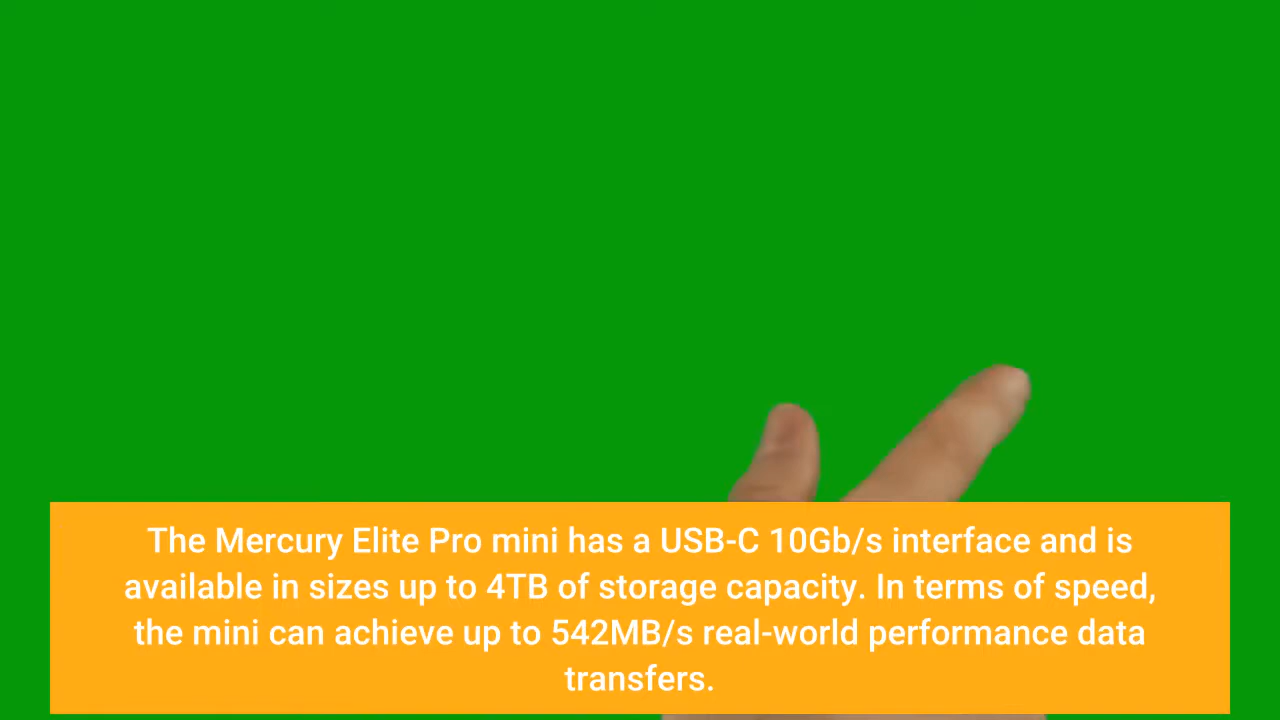 The Mercury Elite Pro mini has a USB-C 10Gb/s interface and is
available in sizes up to 4TB of storage capacity. In terms of speed,
the mini can achieve up to 542MB/s real-world performance data
transfers.